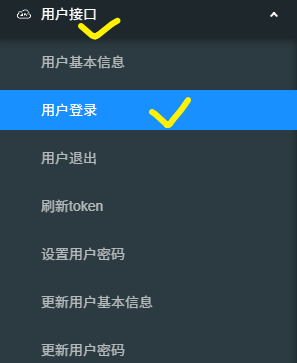 用户接口
用户基本信息
用户登录
用户退出
刷新token
设置用户密码
更新用户基本信息
更新用户密码